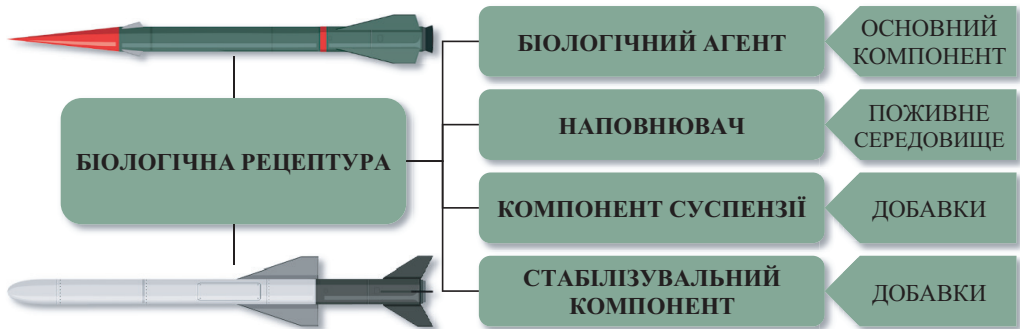 БІОЛОГІЧНА РЕЦЕПТУРА
БІОЛОГІЧНИЙ АГЕНТ
ОСНОВНИЙ
КОМПОНЕНТ
НАПОВНЮВАЧ
ПОЖИВНЕ
СЕРЕДОВИЩЕ
КОМПОНЕНТ СУСПЕНЗІЇ
ДОБАВКИ
СТАБІЛІЗУВАЛЬНИЙ
КОМПОНЕНТ
ДОБАВКИ